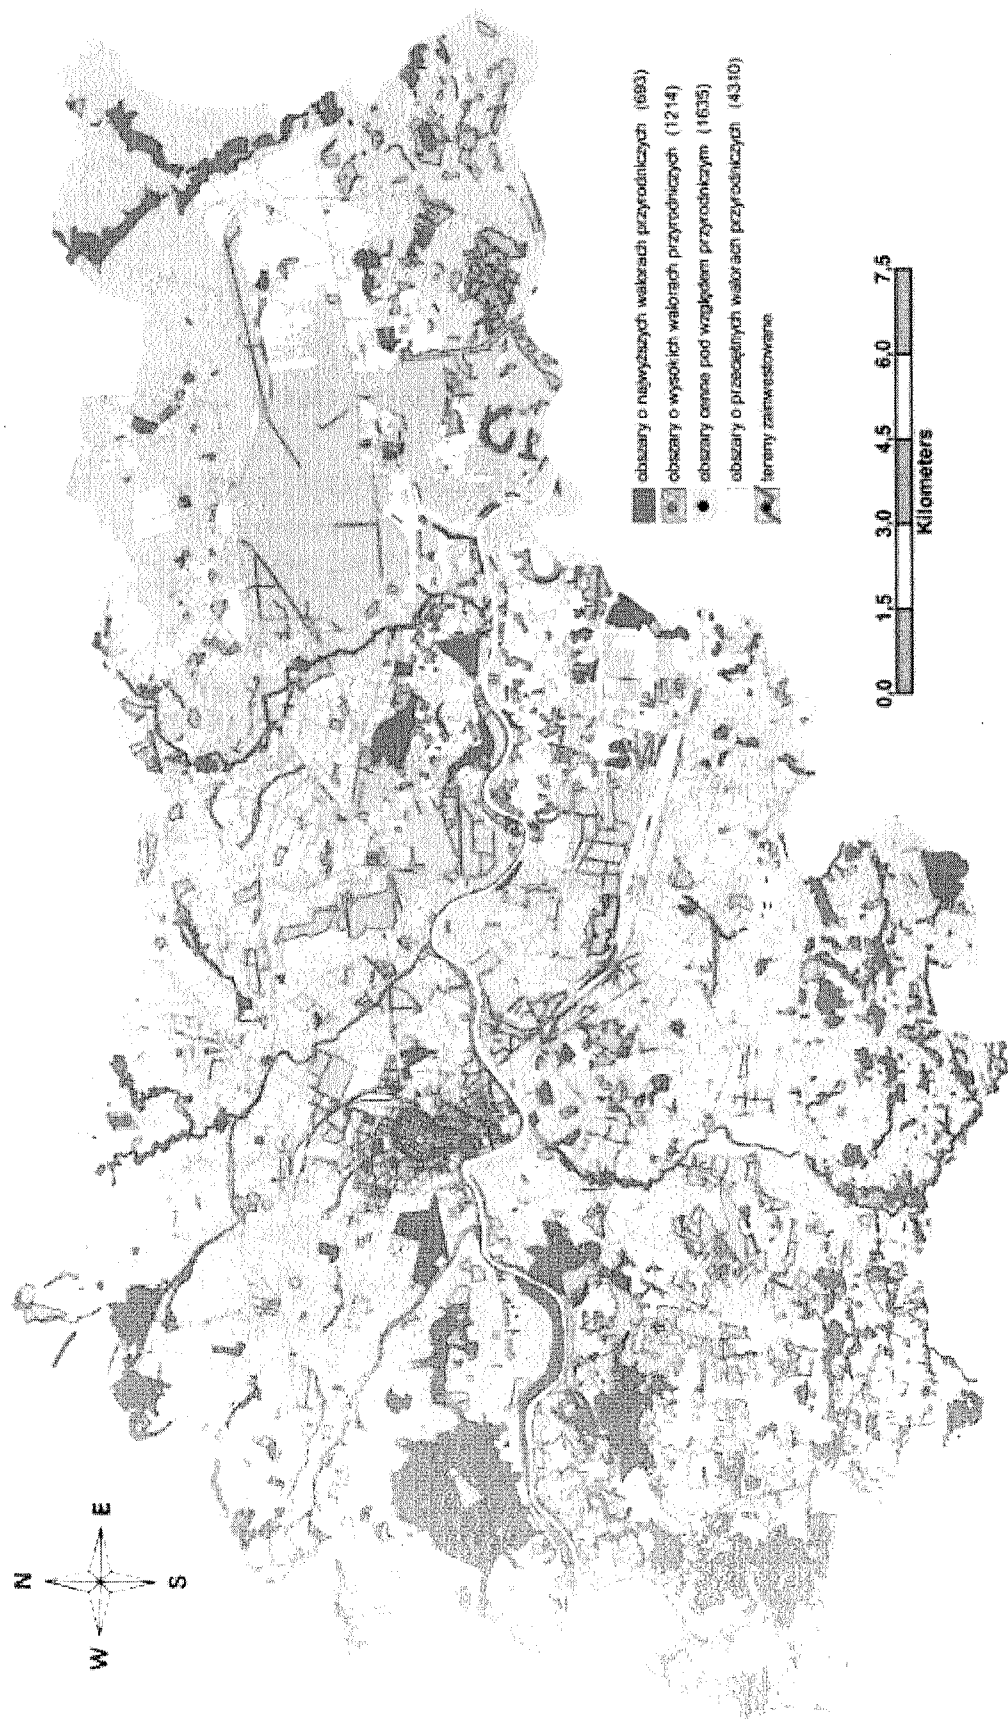 N
W E
S
obszary o najwyższych walorach przyrodniczych (693)
obszary o wysokich walorach przyrodniczych (1214)
obszary cenne pod względem przyrodniczym (1635)
obszary o przeciętnych walorach przyrodniczych (4310)
tereny zainwestowane
0,0 1,5 3,0 4,5 6,0 7,5
Kilometers